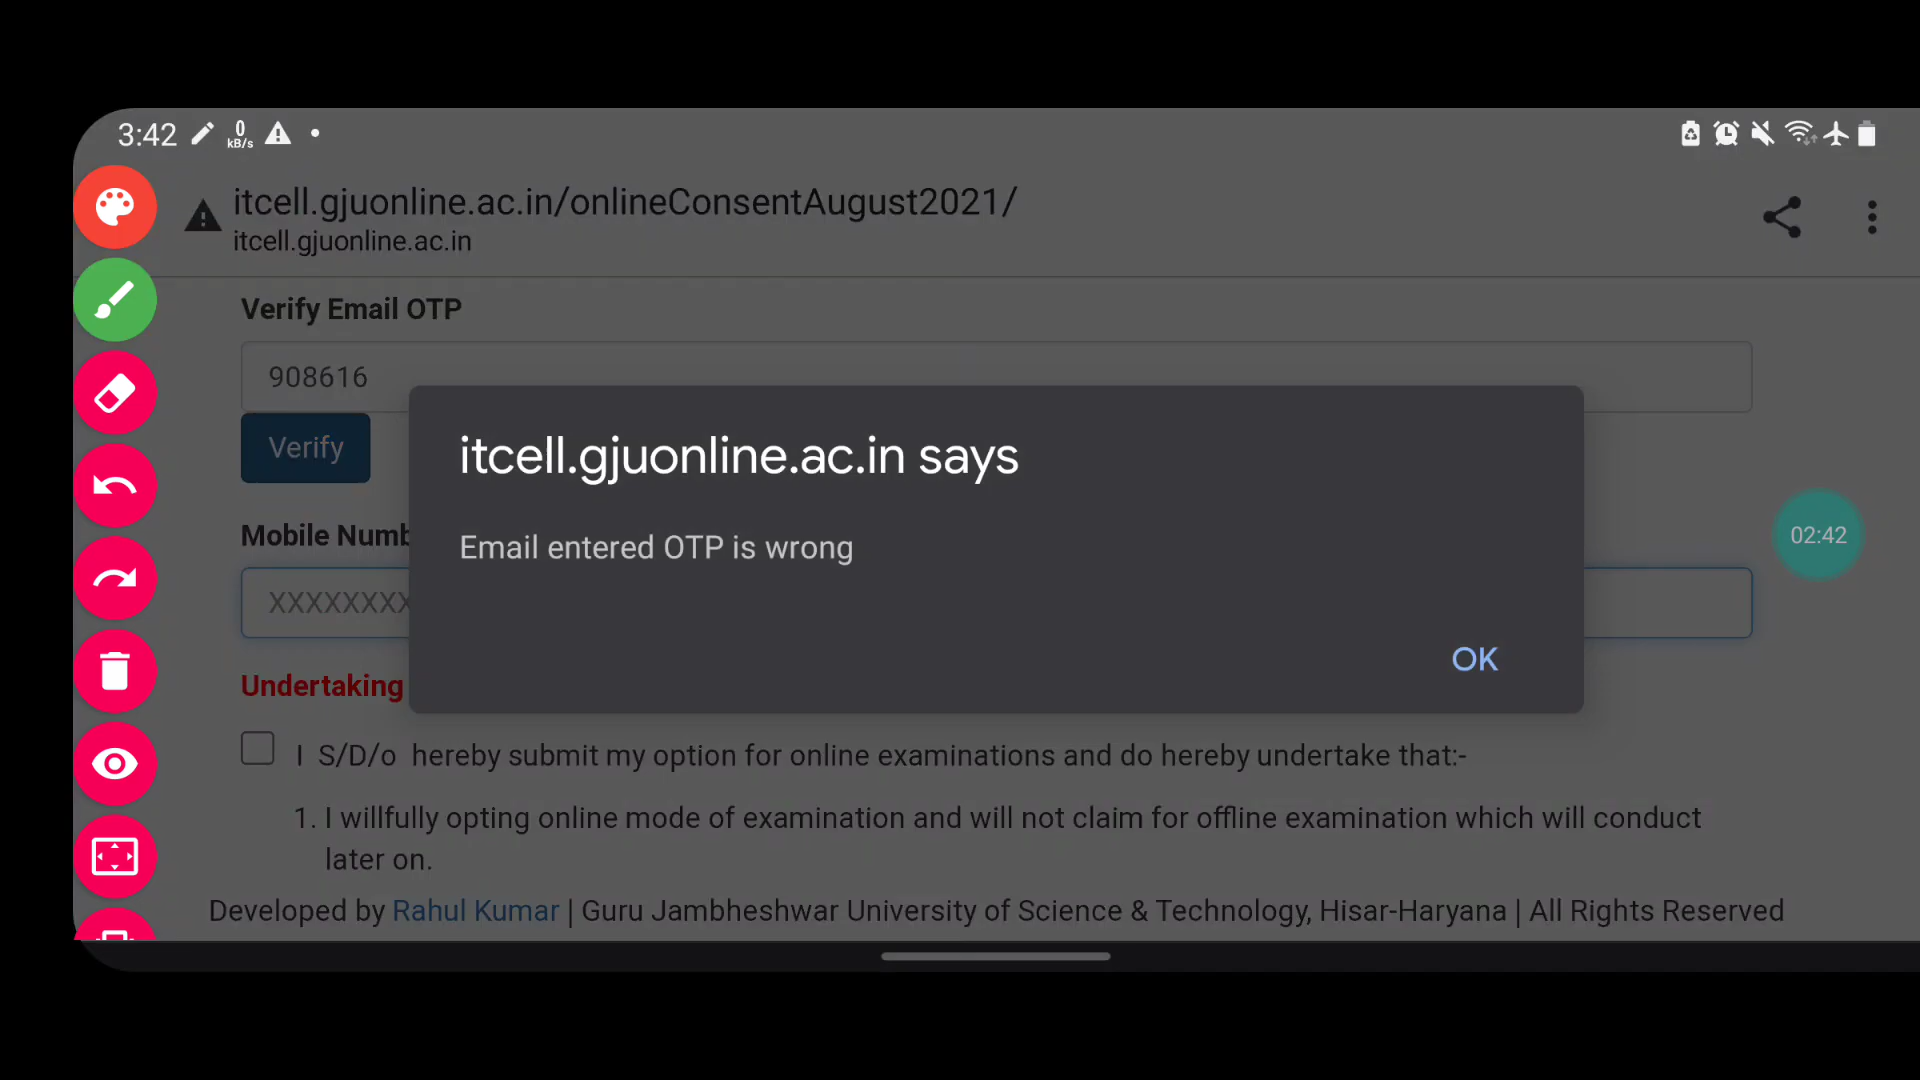 3:42
0
kB/s
itcell.gjuonline.ac.in/onlineConsentAugust2021/
itcell.gjuonline.ac.in
Verify Email OTP
908616
Verify
itcell.gjuonline.ac.in says
Email entered OTP is wrong
OK
Mobile Numb
XXXXXXXX
02:42
Undertaking
I S/D/o hereby submit my option for online examinations and do hereby undertake that:-
1. I willfully opting online mode of examination and will not claim for offline examination which will conduct
later on.
Developed by Rahul Kumar | Guru Jambheshwar University of Science & Technology, Hisar-Haryana | All Rights Reserved